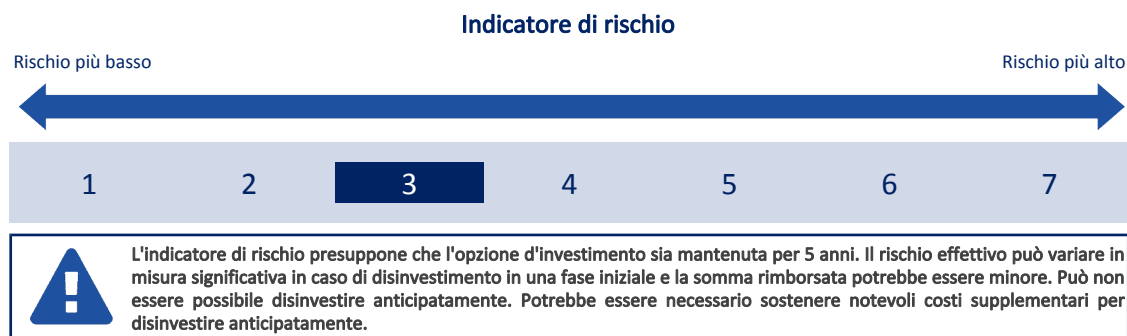 Indicatore di rischio
Rischio più basso
Rischio più alto
1 2 3 4 5 6 7
L'indicatore di rischio presuppone che l'opzione d'investimento sia mantenuta per 5 anni. Il rischio effettivo può variare in
misura significativa in caso di disinvestimento in una fase iniziale e la somma rimborsata potrebbe essere minore. Può non
essere possibile disinvestire anticipatamente. Potrebbe essere necessario sostenere notevoli costi supplementari per
disinvestire anticipatamente.